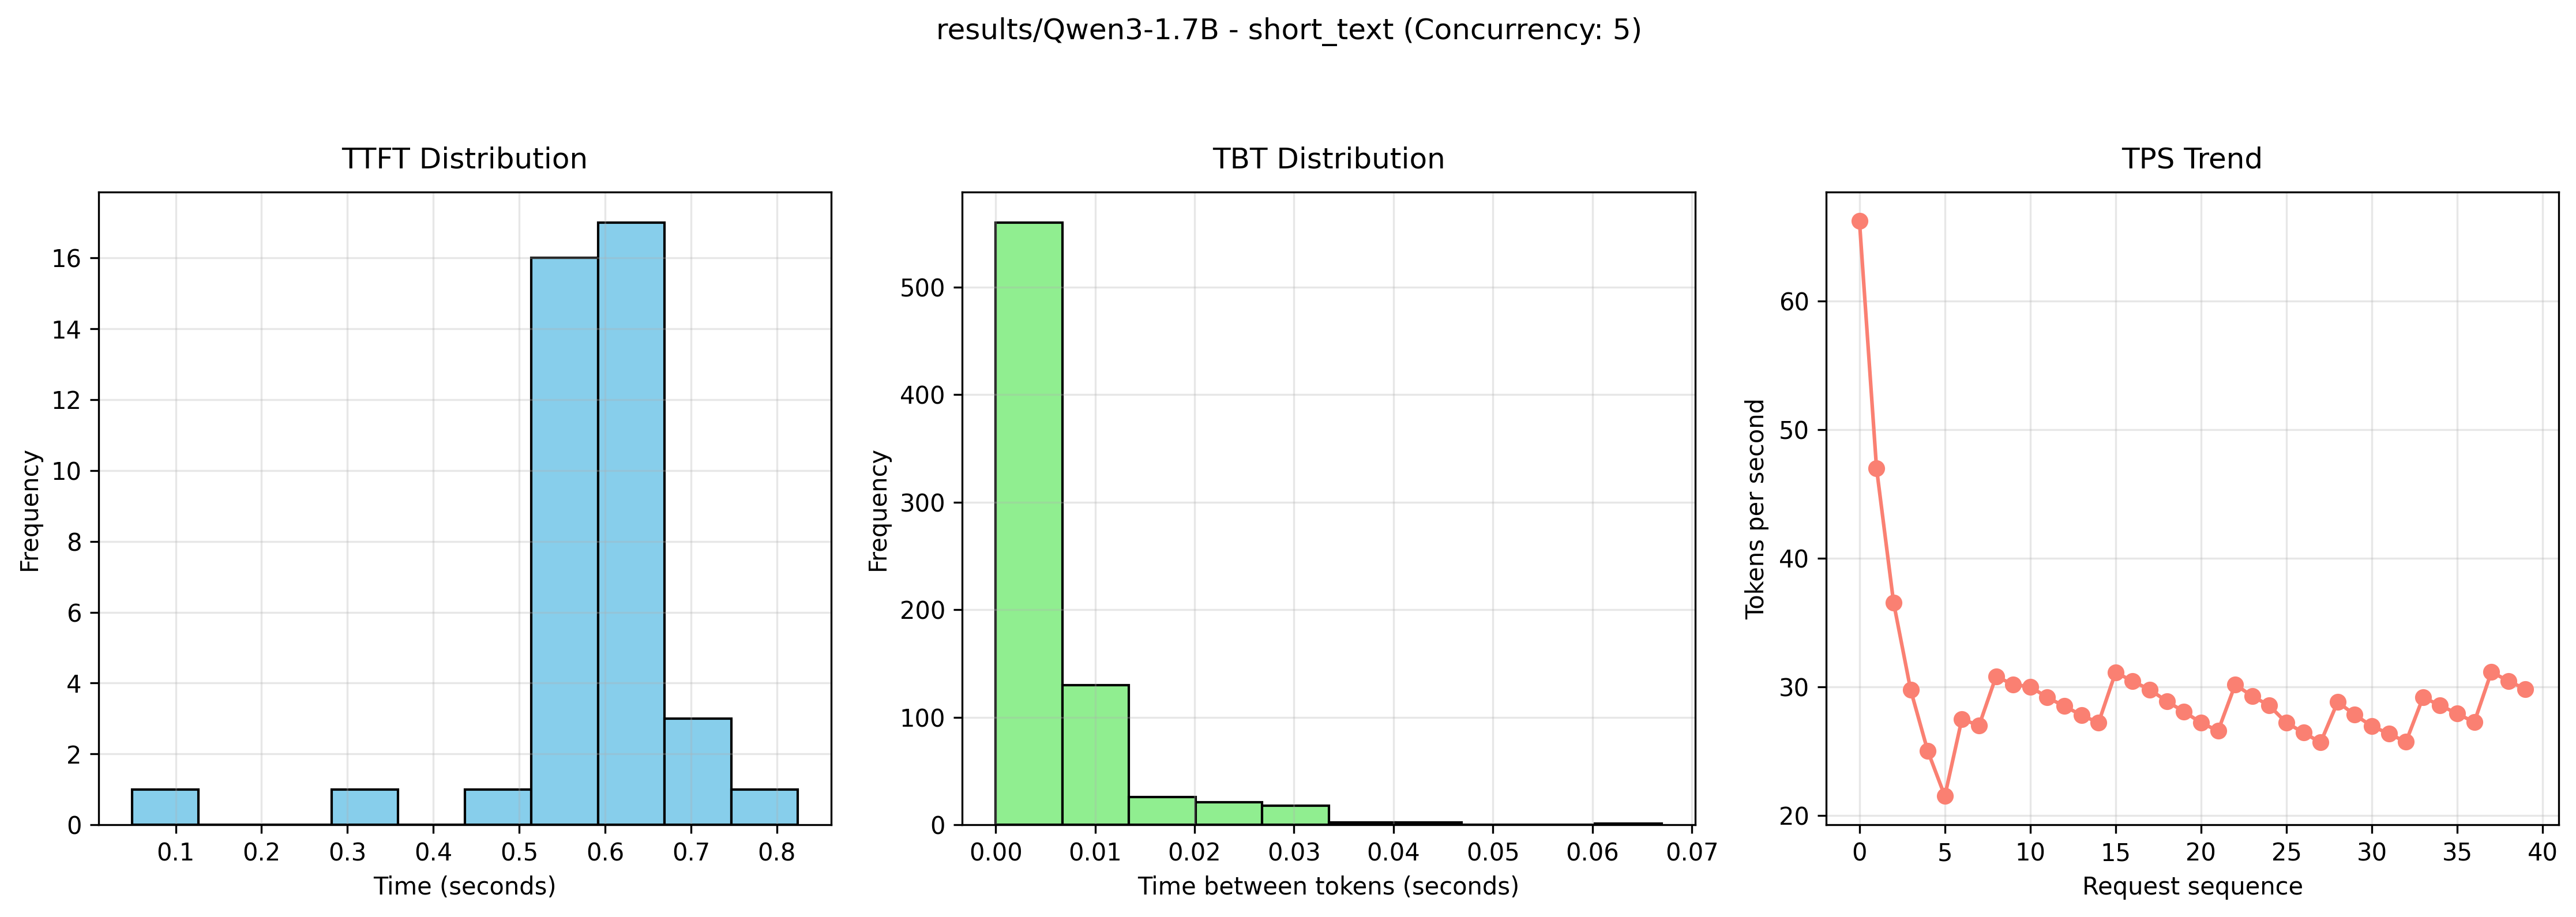 results/Qwen3-1.7B - short_text (Concurrency: 5)
TTFT Distribution
Frequency
16
14
12
10
8
6
4
2
0
0.1 0.2 0.3 0.4 0.5 0.6 0.7 0.8
Time (seconds)
TBT Distribution
Frequency
500
400
300
200
100
0
0.00 0.01 0.02 0.03 0.04 0.05 0.06 0.07
Time between tokens (seconds)
TPS Trend
Tokens per second
60
50
40
30
20
0 5 10 15 20 25 30 35 40
Request sequence